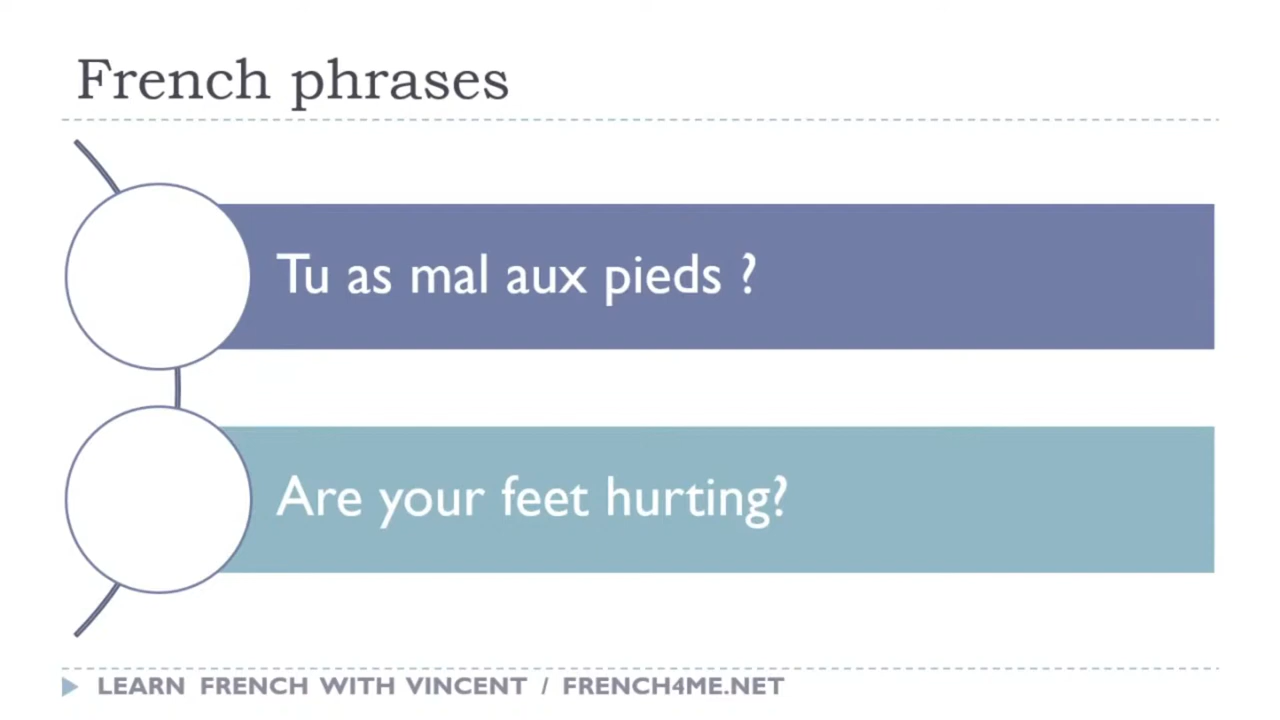 French phrases
Tu as mal aux pieds ?
Are your feet hurting?
LEARN FRENCH WITH VINCENT / FRENCH4ME.NET